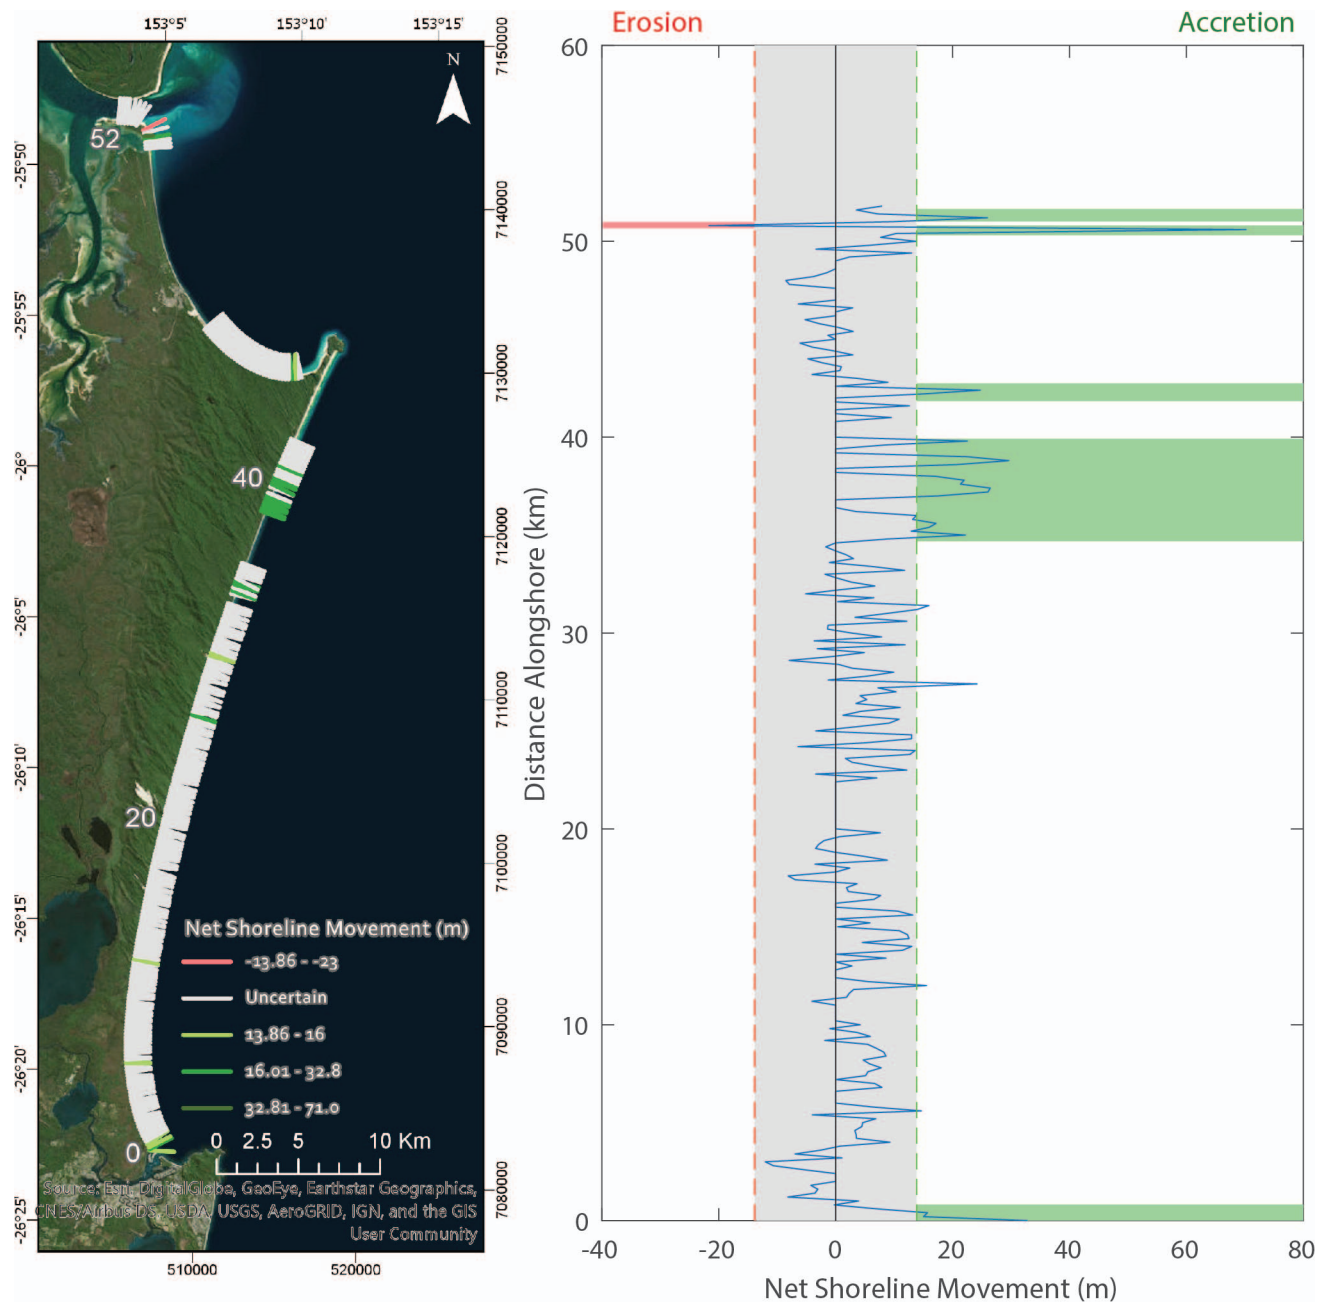 153°5' 153°10' 153°15'
N
52
40
20
0
-25°50'
-25°55'
-26°
-26°5'
-26°10'
-26°15'
-26°20'
-26°25'
7150000
7140000
7130000
7120000
7110000
7100000
7090000
7080000
510000 520000
Net Shoreline Movement (m)
-13.86 - -23
Uncertain
13.86 - 16
16.01 - 32.8
32.81 - 71.0
0 2.5 5 10 Km
Source: Esri, DigitalGlobe, GeoEye, Earthstar Geographics,
CNES/Airbus DS, USDA, USGS, AeroGRID, IGN, and the GIS
User Community
Erosion Accretion
60
50
40
30
20
10
0
Distance Alongshore (km)
-40 -20 0 20 40 60 80
Net Shoreline Movement (m)